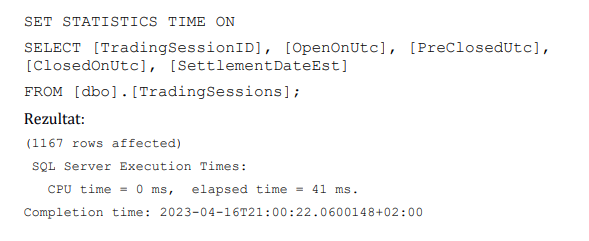 SET STATISTICS TIME ON
SELECT [TradingSessionID], [OpenOnUtc], [PreClosedUtc],
[ClosedOnUtc], [SettlementDateEst]
FROM [dbo].[TradingSessions];
Rezultat:
(1167 rows affected)
SQL Server Execution Times:
CPU time = 0 ms,  elapsed time = 41 ms.
Completion time: 2023-04-16T21:00:22.0600148+02:00